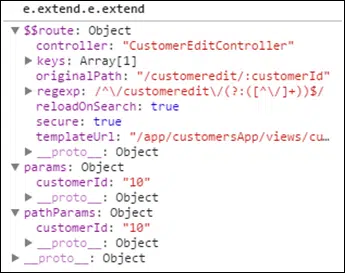 e.extend.e.extend
▼ $$route: Object
controller: "CustomerEditController"
▶ keys: Array[1]
originalPath: "/customeredit/:customerId"
▶ regexp: /^\/customeredit\/(?:([^\/]+))$/
reloadOnSearch: true
secure: true
templateUrl: "/app/customersApp/views/cu…
▶ __proto__: Object
▼ params: Object
customerId: "10"
▶ __proto__: Object
▼ pathParams: Object
customerId: "10"
▶ __proto__: Object
▶ __proto__: Object